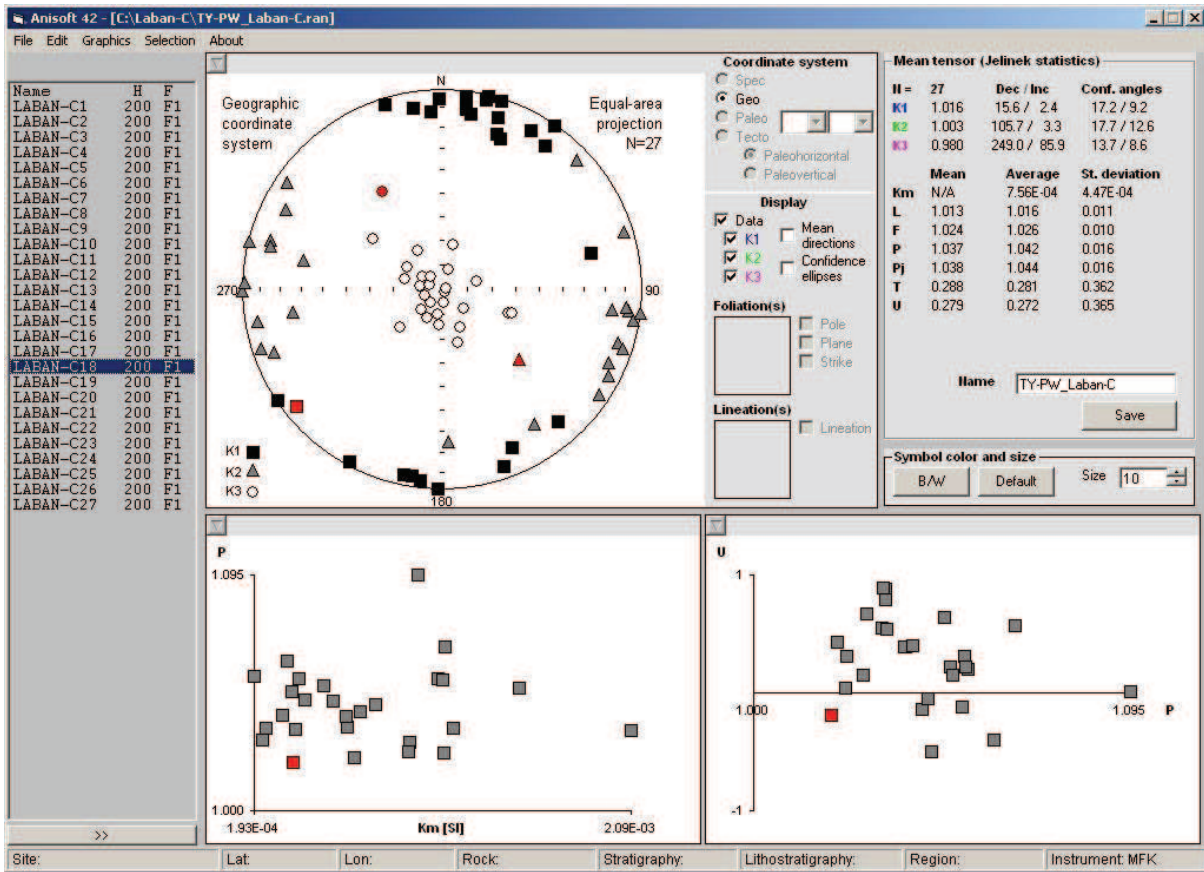 Anisoft 42 - [C:\Laban-C\TY-PW_Laban-C.ran]
File Edit Graphics Selection About
Name H F
LABAN-C1 200 F1
LABAN-C2 200 F1
LABAN-C3 200 F1
LABAN-C4 200 F1
LABAN-C5 200 F1
LABAN-C6 200 F1
LABAN-C7 200 F1
LABAN-C8 200 F1
LABAN-C9 200 F1
LABAN-C10 200 F1
LABAN-C11 200 F1
LABAN-C12 200 F1
LABAN-C13 200 F1
LABAN-C14 200 F1
LABAN-C15 200 F1
LABAN-C16 200 F1
LABAN-C17 200 F1
LABAN-C18 200 F1
LABAN-C19 200 F1
LABAN-C20 200 F1
LABAN-C21 200 F1
LABAN-C22 200 F1
LABAN-C23 200 F1
LABAN-C24 200 F1
LABAN-C25 200 F1
LABAN-C26 200 F1
LABAN-C27 200 F1
>>
Geographic
coordinate
system
N
Equal-area
projection
N=27
270
90
180
K1
K2
K3
Coordinate system
Spec
Geo
Paleo
Tecto
Paleohorizontal
Paleovertical
Display
Data
K1
K2
K3
Mean
directions
Confidence
ellipses
Foliation(s)
Pole
Plane
Strike
Lineation(s)
Lineation
Mean tensor (Jelinek statistics)
N = 27 Dec / Inc Conf. angles
K1 1.016 15.6 / 2.4 17.2 / 9.2
K2 1.003 105.7 / 3.3 17.7 / 12.6
K3 0.980 249.0 / 85.9 13.7 / 8.6
Mean Average St. deviation
Km N/A 7.56E-04 4.47E-04
L 1.013 1.016 0.011
F 1.024 1.026 0.010
P 1.037 1.042 0.016
Pj 1.038 1.044 0.016
T 0.288 0.281 0.362
U 0.279 0.272 0.365
Name TY-PW_Laban-C
Save
Symbol color and size
B/W Default Size 10
P
1.095
1.000
1.93E-04 Km [SI] 2.09E-03
U
1
1.000 1.095 P
-1
Site: Lat: Lon: Rock: Stratigraphy: Lithostratigraphy: Region: Instrument: MFK